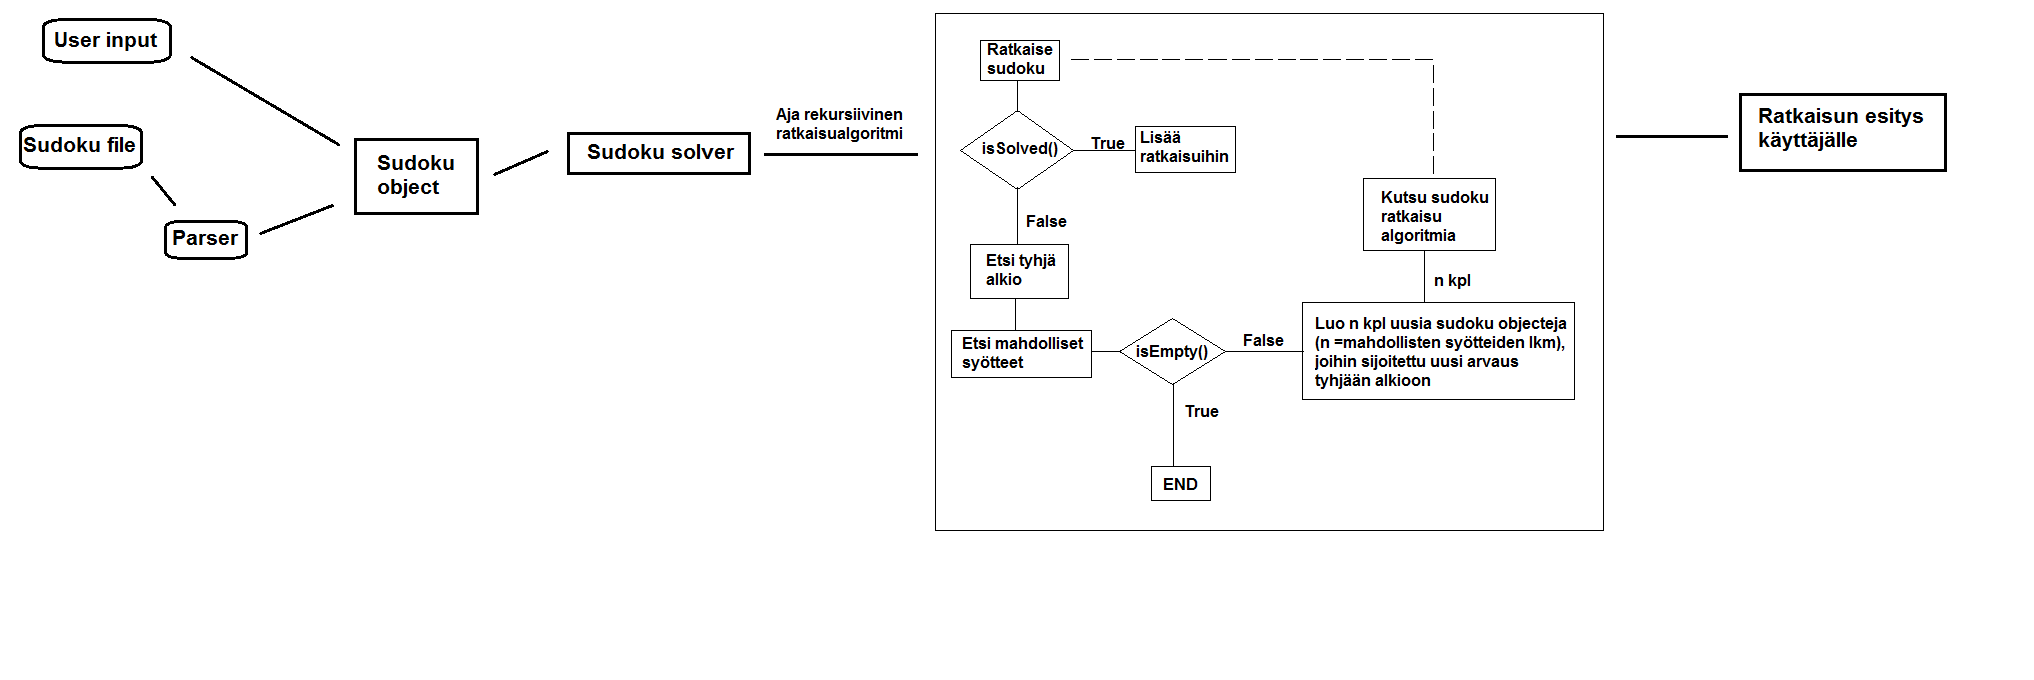 User input
Sudoku file
Parser
Sudoku
object
Sudoku solver
Aja rekursiivinen
ratkaisualgoritmi
Ratkaise
sudoku
isSolved()
True
Lisää
ratkaisuihin
False
Etsi tyhjä
alkio
Etsi mahdolliset
syötteet
isEmpty()
True
END
False
Luo n kpl uusia sudoku objecteja
(n =mahdollisten syötteiden lkm),
joihin sijoitettu uusi arvaus
tyhjään alkioon
n kpl
Kutsu sudoku
ratkaisu
algoritmia
Ratkaisun esitys
käyttäjälle